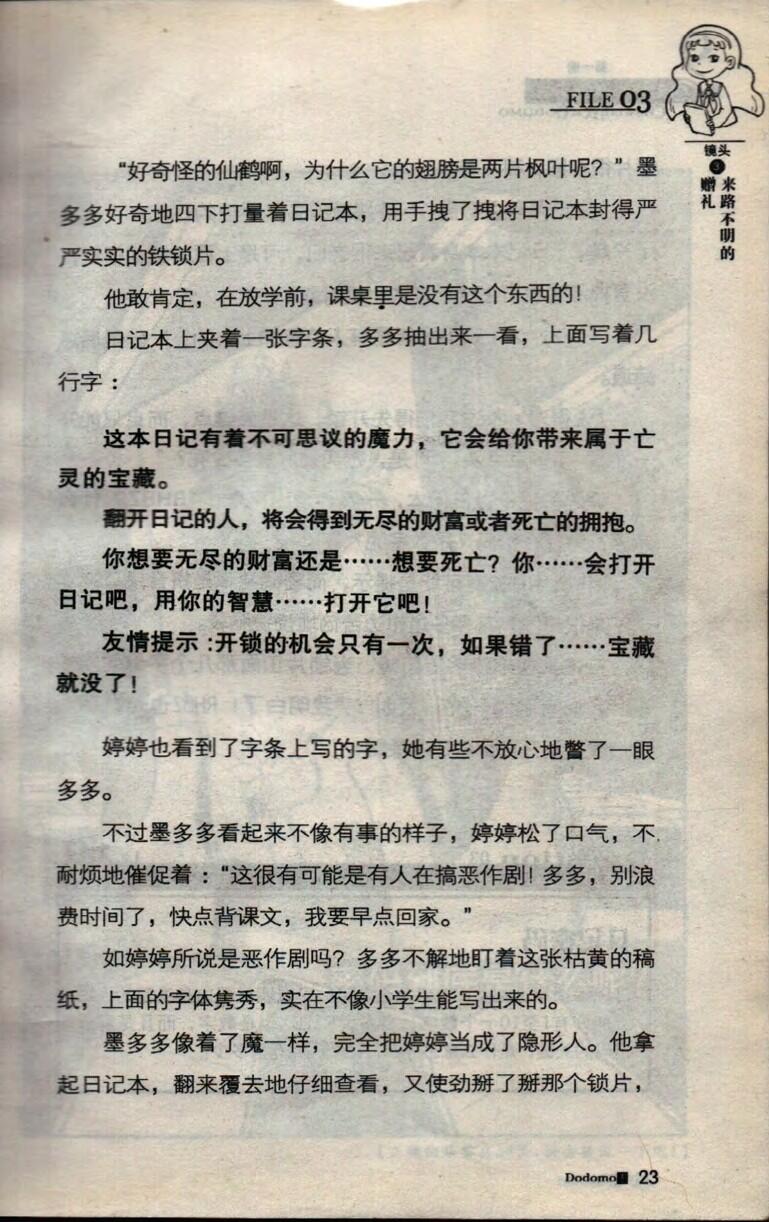 FILE 03
镜头
3
来路不明的
赠礼
“好奇怪的仙鹤啊，为什么它的翅膀是两片枫叶呢？”墨
多多好奇地四下打量着日记本，用手拽了拽将日记本封得严
严实实的铁锁片。
他敢肯定，在放学前，课桌里是没有这个东西的！
日记本上夹着一张字条，多多抽出来一看，上面写着几
行字：
这本日记有着不可思议的魔力，它会给你带来属于亡
灵的宝藏。
翻开日记的人，将会得到无尽的财富或者死亡的拥抱。
你想要无尽的财富还是……想要死亡？你……会打开
日记吧，用你的智慧……打开它吧！
友情提示：开锁的机会只有一次，如果错了……宝藏
就没了！
婷婷也看到了字条上写的字，她有些不放心地瞥了一眼
多多。
不过墨多多看起来不像有事的样子，婷婷松了口气，不
耐烦地催促着：“这很有可能是有人在搞恶作剧！多多，别浪
费时间了，快点背课文，我要早点回家。”
如婷婷所说是恶作剧吗？多多不解地盯着这张枯黄的稿
纸，上面的字体隽秀，实在不像小学生能写出来的。
墨多多像着了魔一样，完全把婷婷当成了隐形人。他拿
起日记本，翻来覆去地仔细查看，又使劲掰了掰那个锁片，
Dodomo 1 23